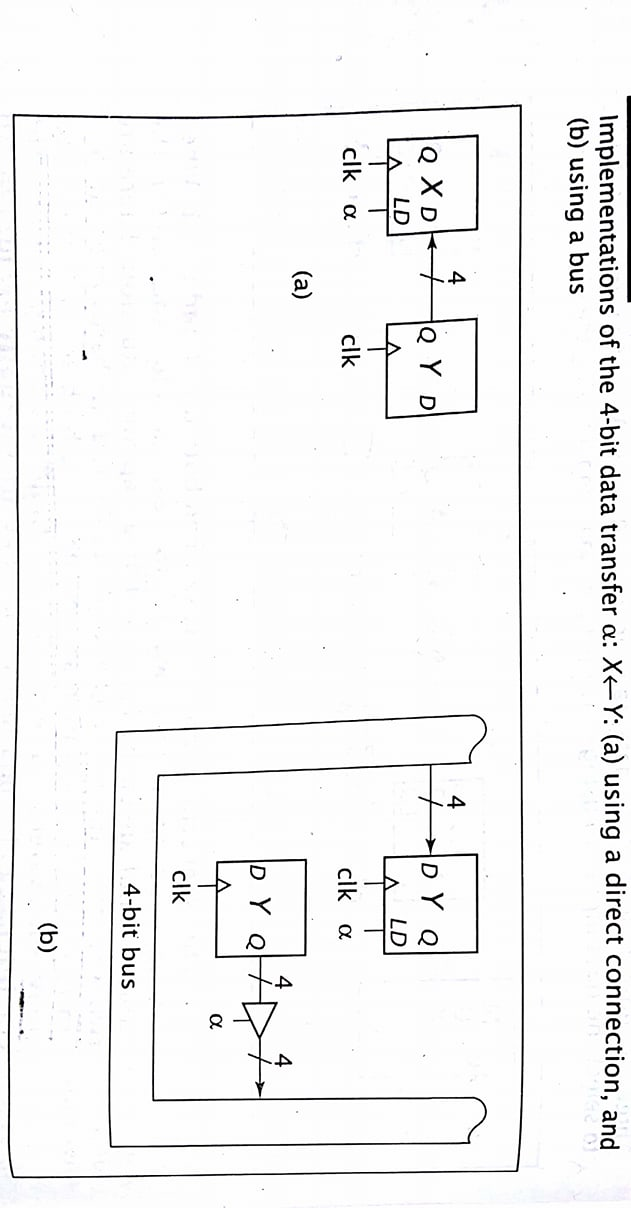 Implementations of the 4-bit data transfer α: X←Y: (a) using a direct connection, and
(b) using a bus
4
Q X D
LD
clk α
Q Y D
clk
(a)
4
D Y Q
LD
clk α
D Y Q
clk
4
α
4
4-bit bus
(b)